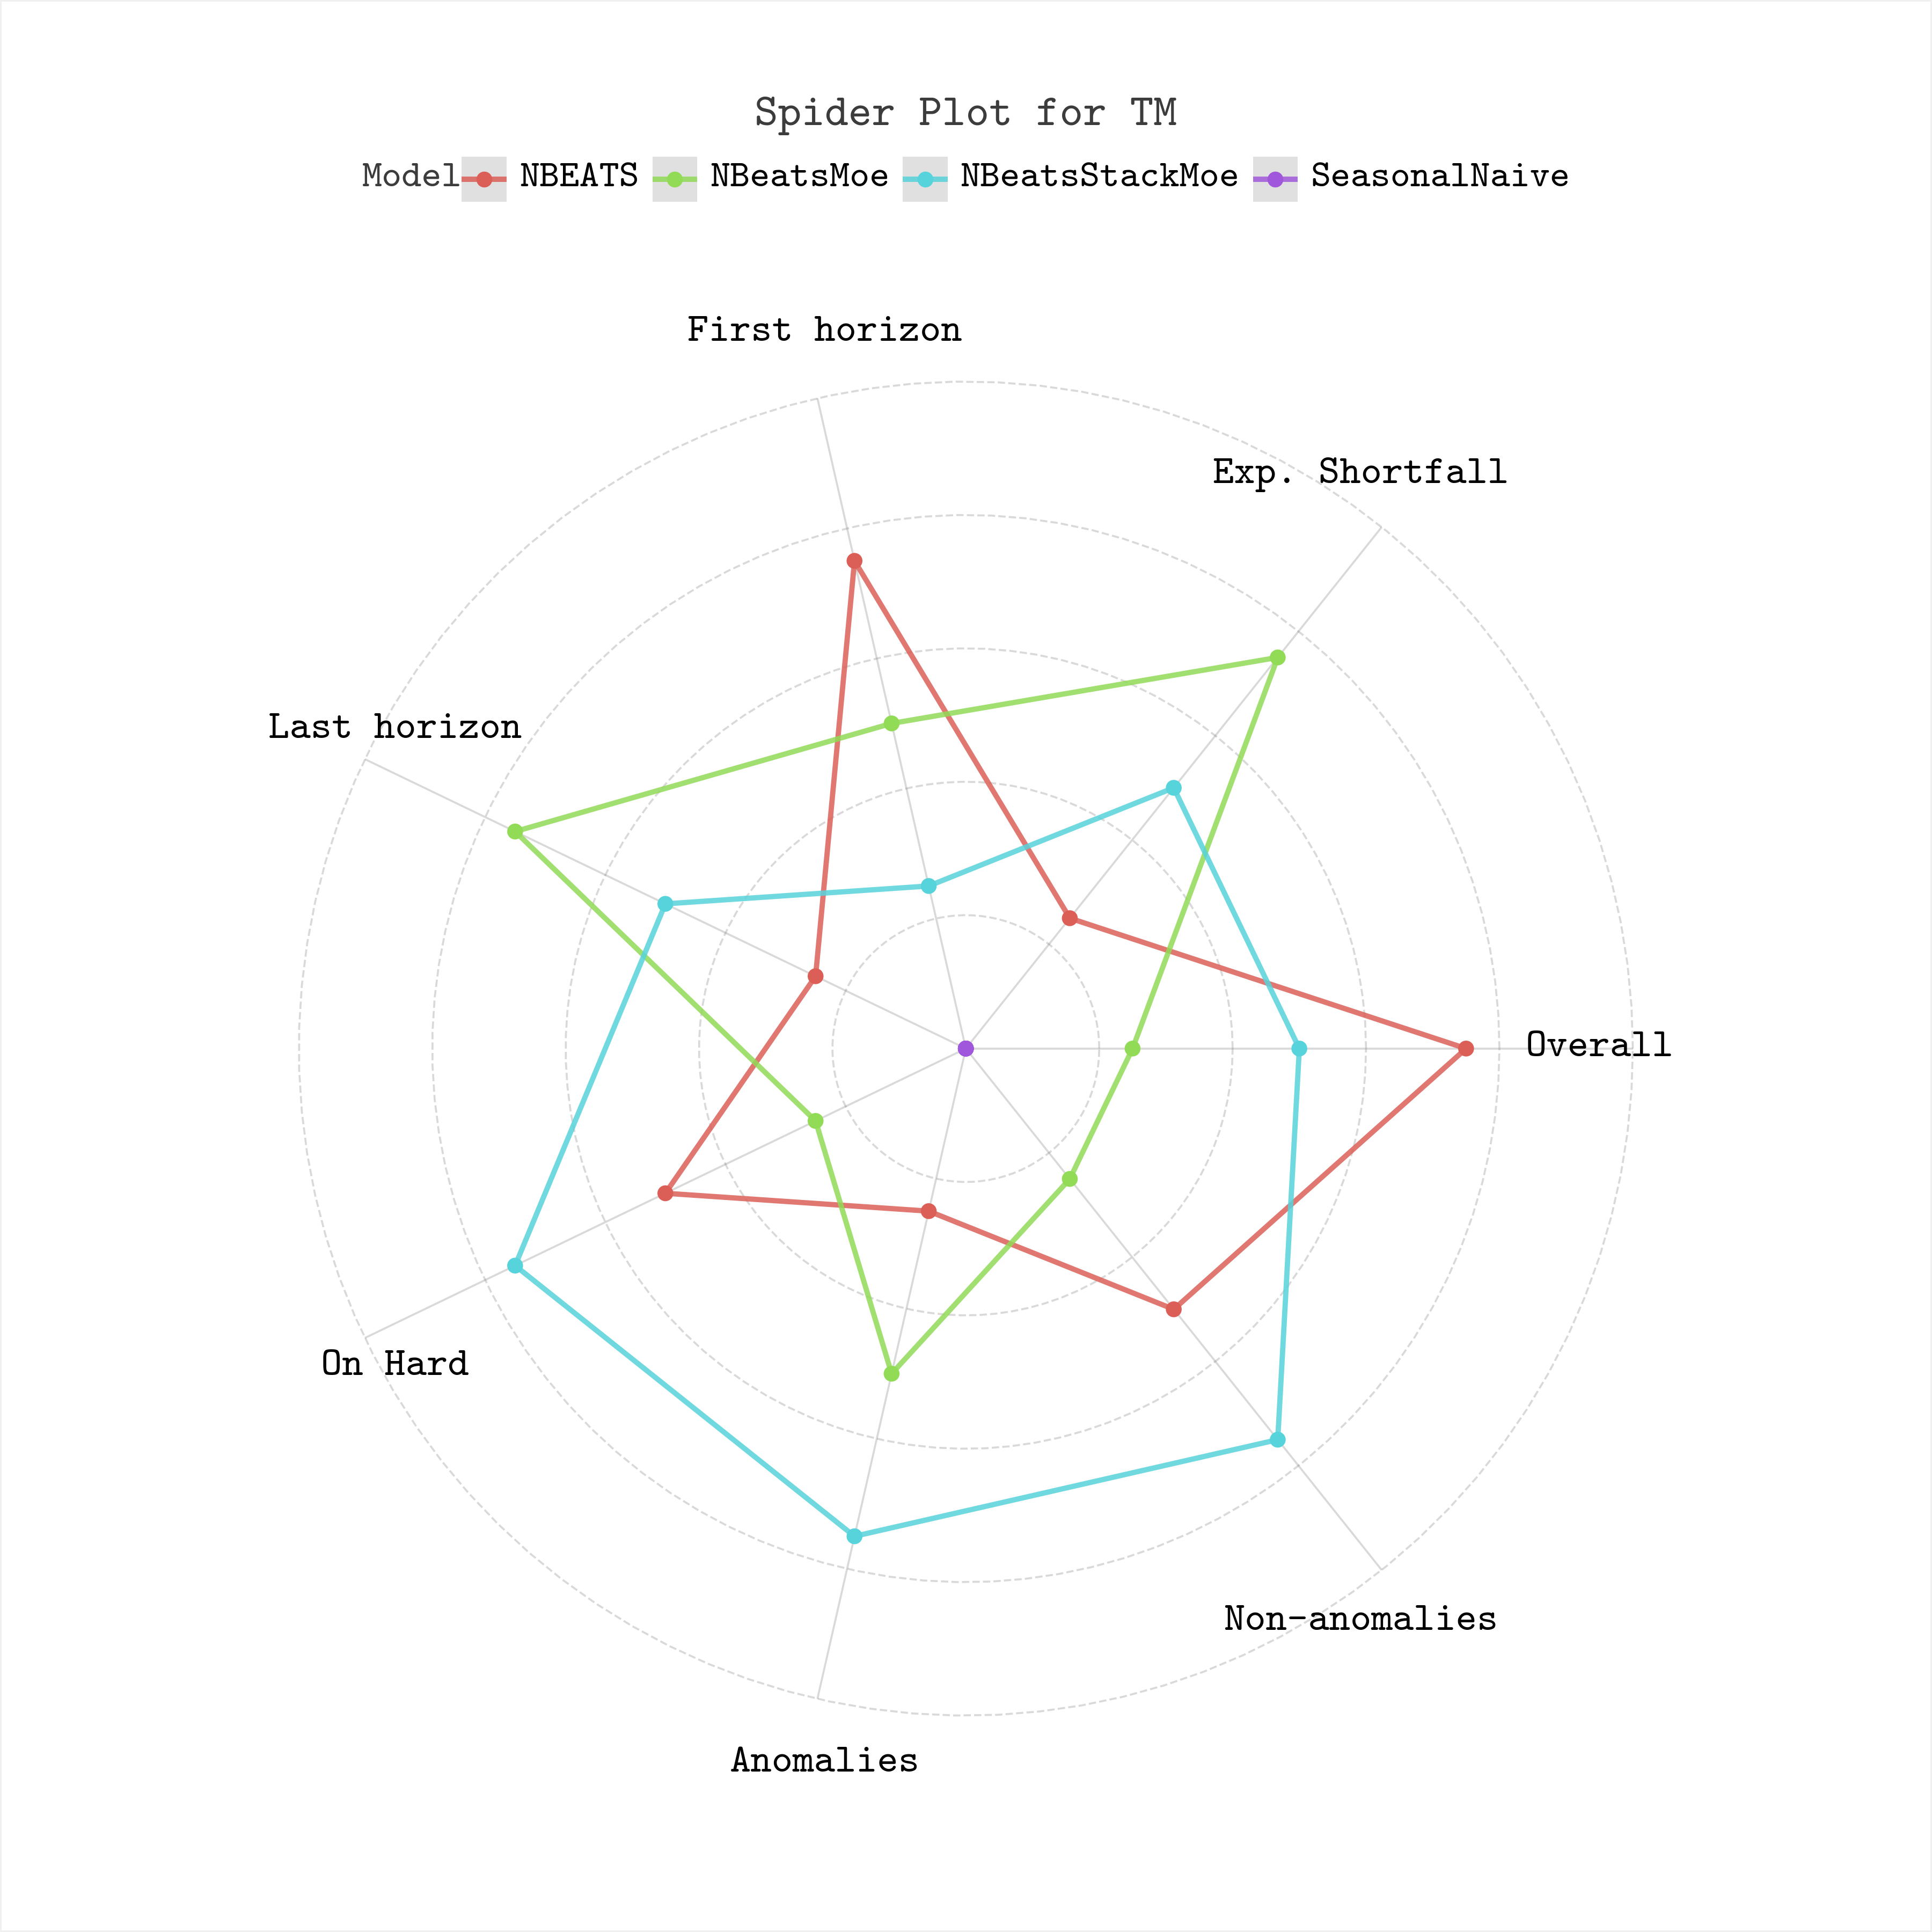 Spider Plot for TM
Model NBEATS NBeatsMoe NBeatsStackMoe SeasonalNaive
First horizon
Exp. Shortfall
Last horizon
Overall
On Hard
Non-anomalies
Anomalies